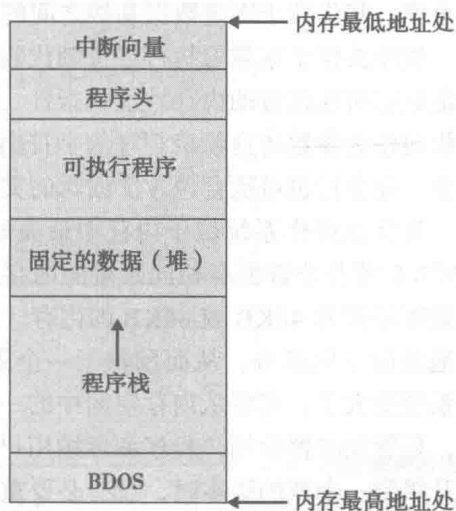 内存最低地址处
中断向量
程序头
可执行程序
固定的数据（堆）
程序栈
BDOS
内存最高地址处